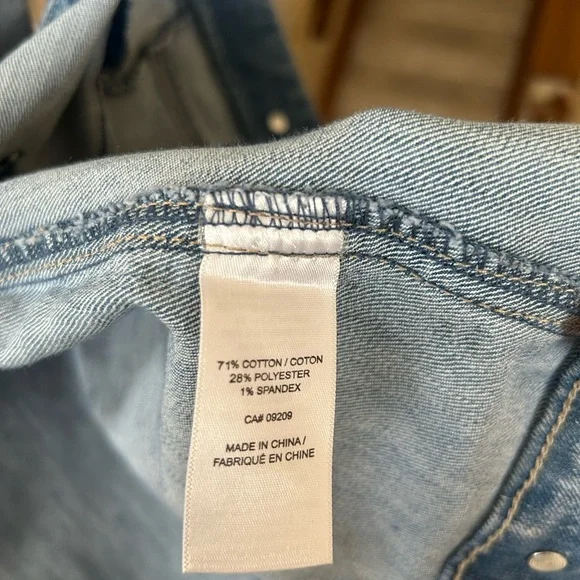 71% COTTON / COTON
28% POLYESTER
1% SPANDEX
CA# 09209
MADE IN CHINA /
FABRIQUÉ EN CHINE